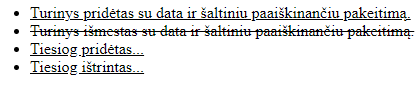 Turinys pridėtas su data ir šaltiniu paaiškinančiu pakeitimą.
Turinys išmestas su data ir šaltiniu paaiškinančiu pakeitimą.
Tiesiog pridėtas...
Tiesiog ištrintas...